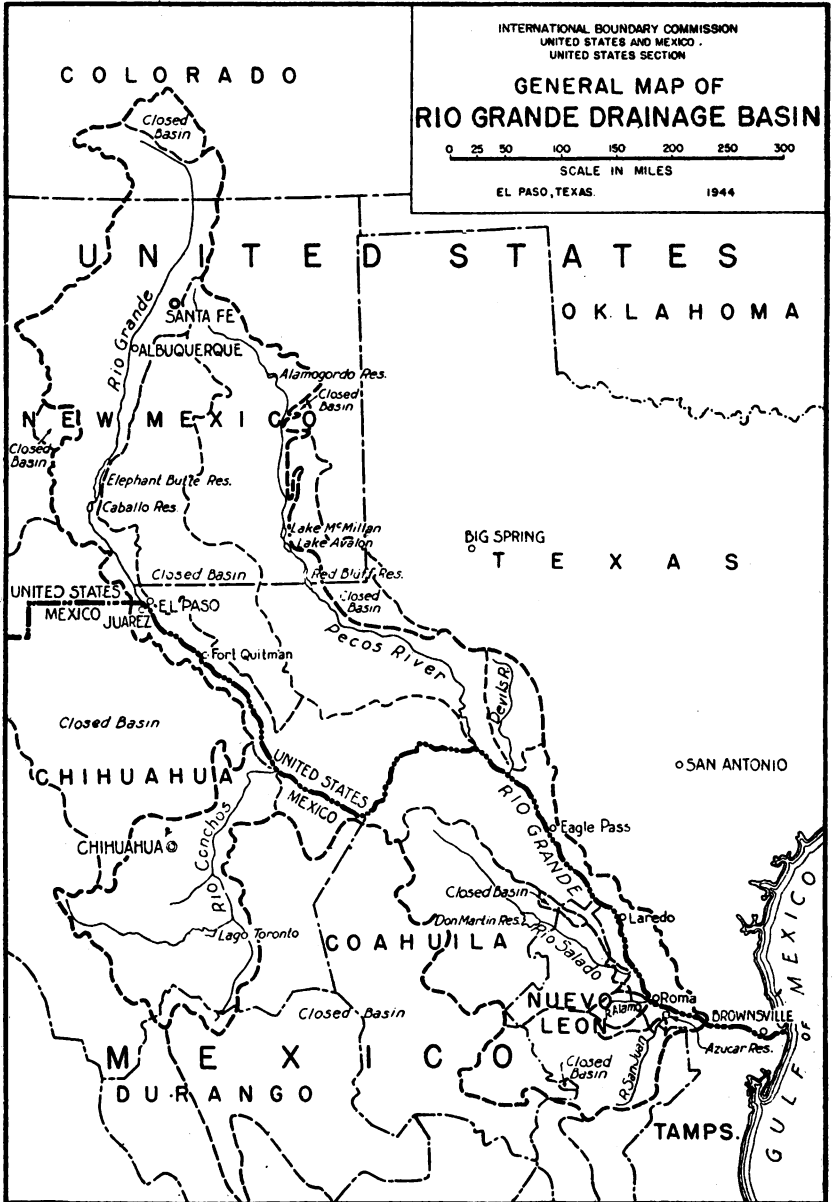 INTERNATIONAL BOUNDARY COMMISSION
UNITED STATES AND MEXICO.
UNITED STATES SECTION
GENERAL MAP OF
RIO GRANDE DRAINAGE BASIN
0 25 50 100 150 200 250 300
SCALE IN MILES
EL PASO, TEXAS. 1944
COLORADO
Closed
Basin
UNITED STATES
OKLAHOMA
Rio Grande
SANTA FE
ALBUQUERQUE
Alamogordo Res.
Closed
Basin
NEW MEXICO
Closed
Basin
Elephant Butte Res.
Caballo Res.
Lake McMillan
Lake Avalon
BIG SPRING
TEXAS
Closed Basin
Red Bluff Res.
Closed
Basin
UNITED STATES
MEXICO
EL PASO
JUAREZ
Pecos River
Fort Quitman
Devils R.
Closed Basin
SAN ANTONIO
CHIHUAHUA
UNITED STATES
MEXICO
RIO GRANDE
Eagle Pass
CHIHUAHUA
Rio Conchos
Closed Basin
Laredo
Don Martin Res.
Lago Toronto
COAHUILA
Rio Salado
GULF OF MEXICO
NUEVO
LEON
R. Alamo
Roma
BROWNSVILLE
Closed Basin
Azucar Res.
MEXICO
R. San Juan
Closed
Basin
DURANGO
TAMPS.